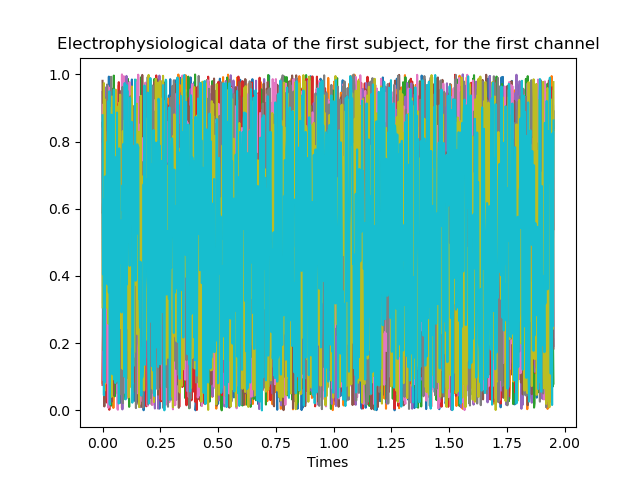 Electrophysiological data of the first subject, for the first channel
1.0
0.8
0.6
0.4
0.2
0.0
0.00 0.25 0.50 0.75 1.00 1.25 1.50 1.75 2.00
Times